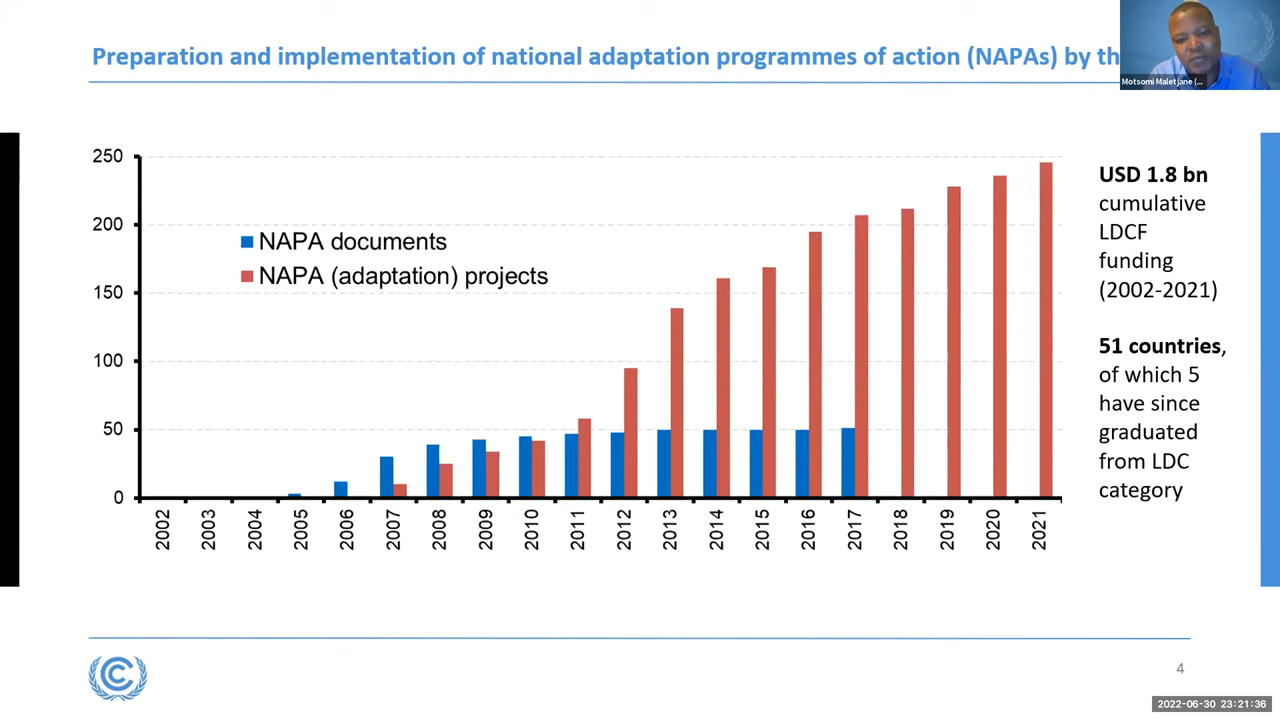 Preparation and implementation of national adaptation programmes of action (NAPAs) by th
Motsomi Maletjane (...
250
200
150
100
50
0
NAPA documents
NAPA (adaptation) projects
2002
2003
2004
2005
2006
2007
2008
2009
2010
2011
2012
2013
2014
2015
2016
2017
2018
2019
2020
2021
USD 1.8 bn
cumulative
LDCF
funding
(2002-2021)
51 countries,
of which 5
have since
graduated
from LDC
category
4
2022-06-30 23:21:36